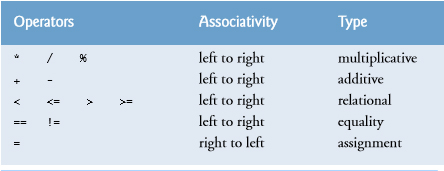 Operators Associativity Type
* / % left to right multiplicative
+ - left to right additive
< <= > >= left to right relational
== != left to right equality
= right to left assignment